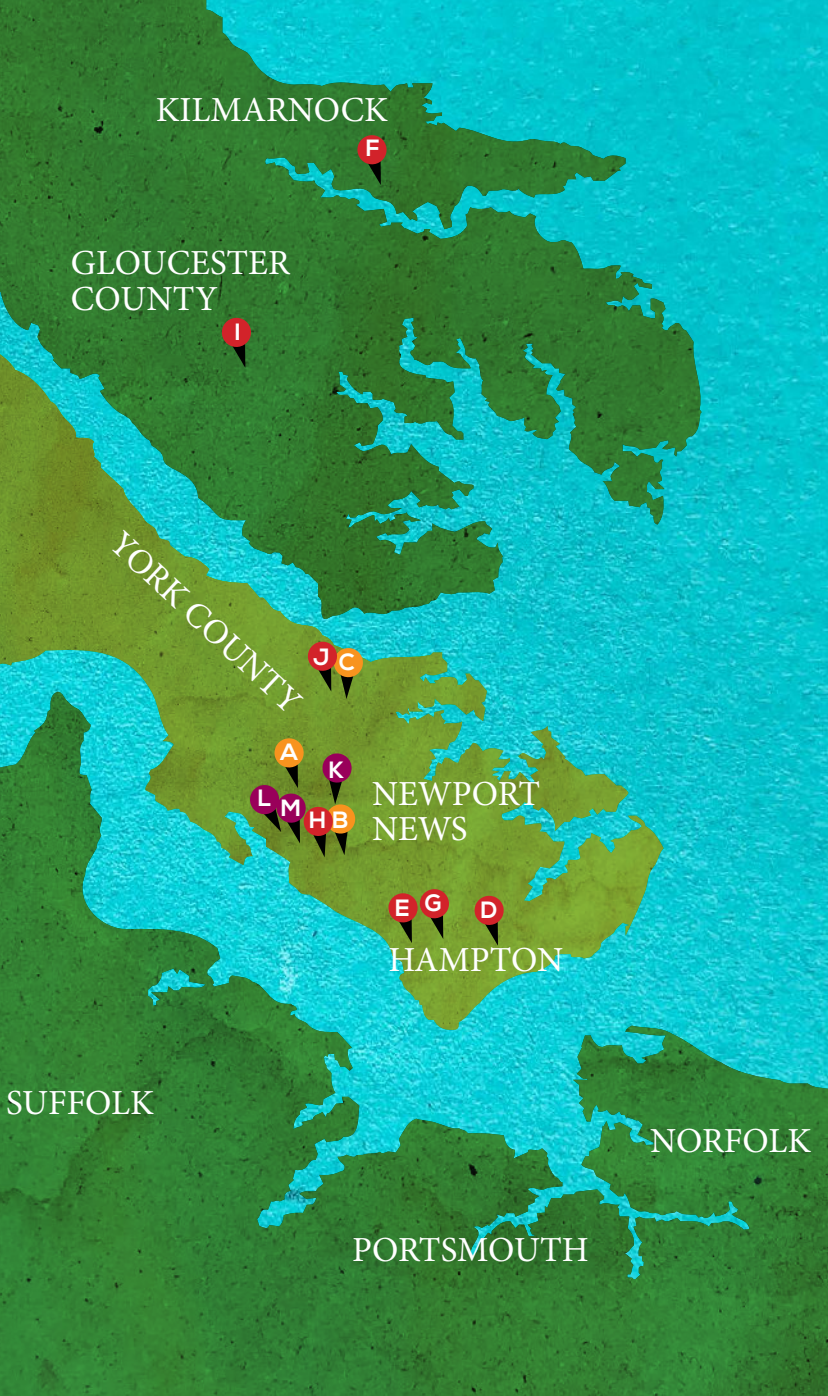 KILMARNOCK
F
GLOUCESTER
COUNTY
I
YORK COUNTY
J C
A
K
L M H B
NEWPORT
NEWS
E G D
HAMPTON
SUFFOLK
NORFOLK
PORTSMOUTH